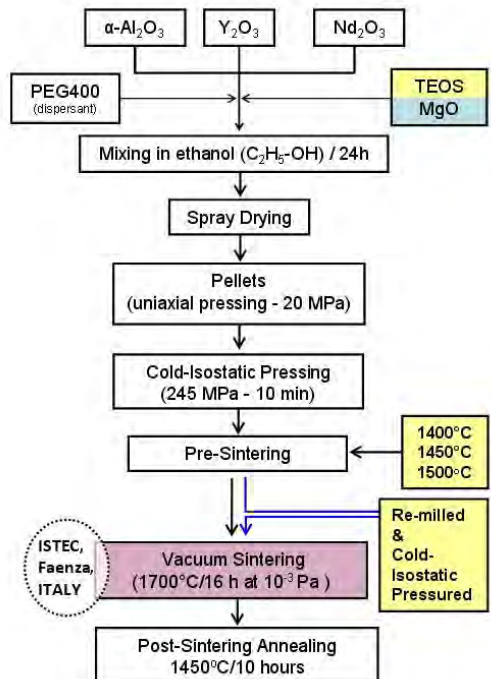 α-Al₂O₃
Y₂O₃
Nd₂O₃
PEG400
(dispersant)
TEOS
MgO
Mixing in ethanol (C₂H₅-OH) / 24h
Spray Drying
Pellets
(uniaxial pressing - 20 MPa)
Cold-Isostatic Pressing
(245 MPa - 10 min)
Pre-Sintering
1400°C
1450°C
1500°C
Re-milled
&
Cold-
Isostatic
Pressured
ISTEC,
Faenza,
ITALY
Vacuum Sintering
(1700°C/16 h at 10⁻³ Pa )
Post-Sintering Annealing
1450⁰C/10 hours